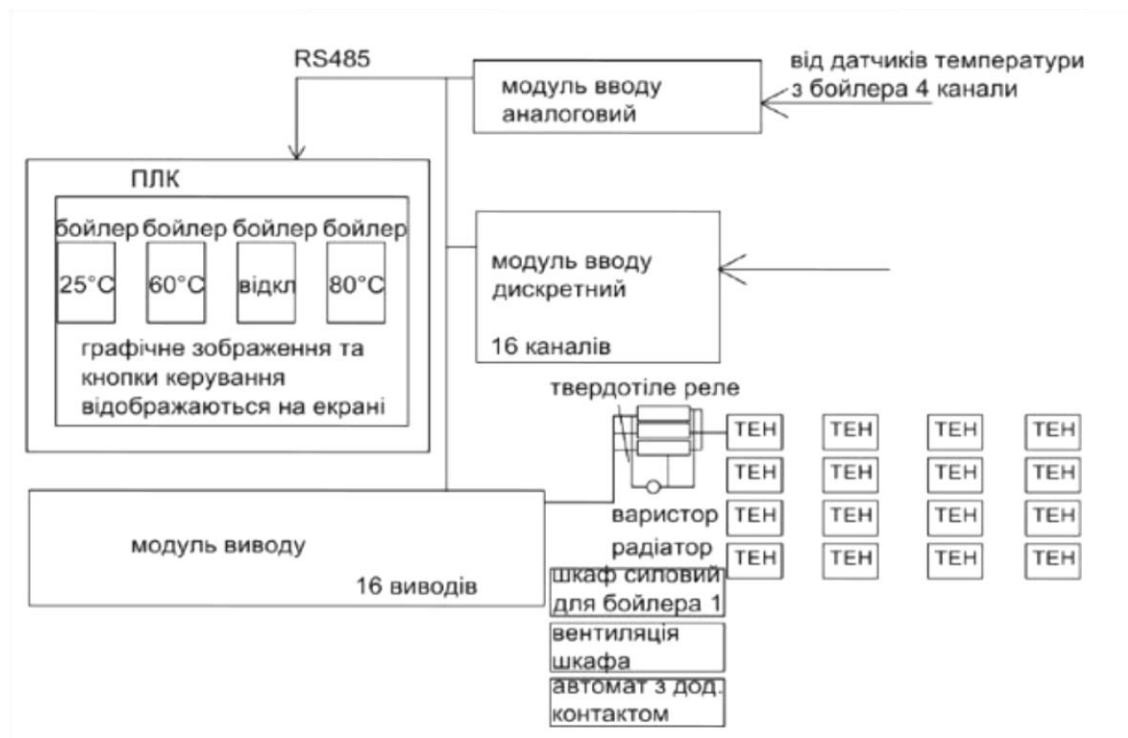 RS485
модуль вводу
аналоговий
від датчиків температури
з бойлера 4 канали
ПЛК
бойлер бойлер бойлер бойлер
25°C 60°C відкл 80°C
графічне зображення та
кнопки керування
відображаються на екрані
модуль вводу
дискретний
16 каналів
твердотіле реле
ТЕН ТЕН ТЕН ТЕН
ТЕН ТЕН ТЕН ТЕН
варистор ТЕН ТЕН ТЕН ТЕН
радіатор ТЕН ТЕН ТЕН ТЕН
модуль виводу
16 виводів
шкаф силовий
для бойлера 1
вентиляція
шкафа
автомат з дод.
контактом